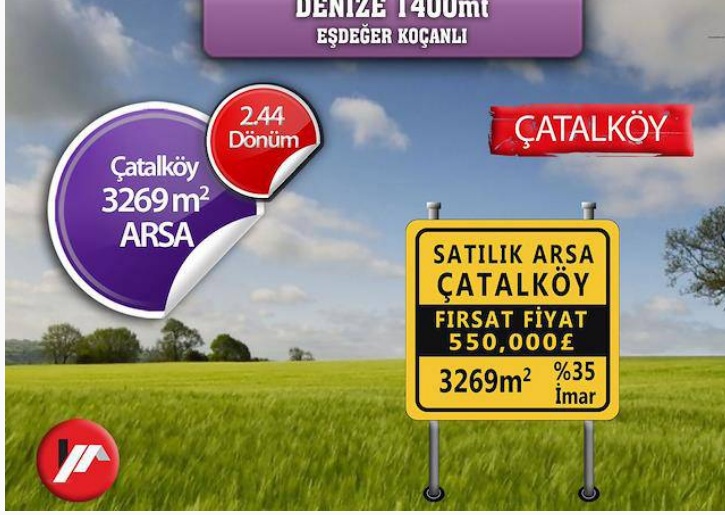 DENİZE 1400mt
EŞDEĞER KOÇANLI
2.44
Dönüm
Çatalköy
3269 m²
ARSA
ÇATALKÖY
SATILIK ARSA
ÇATALKÖY
FIRSAT FİYAT
550,000£
3269m² %35
İmar